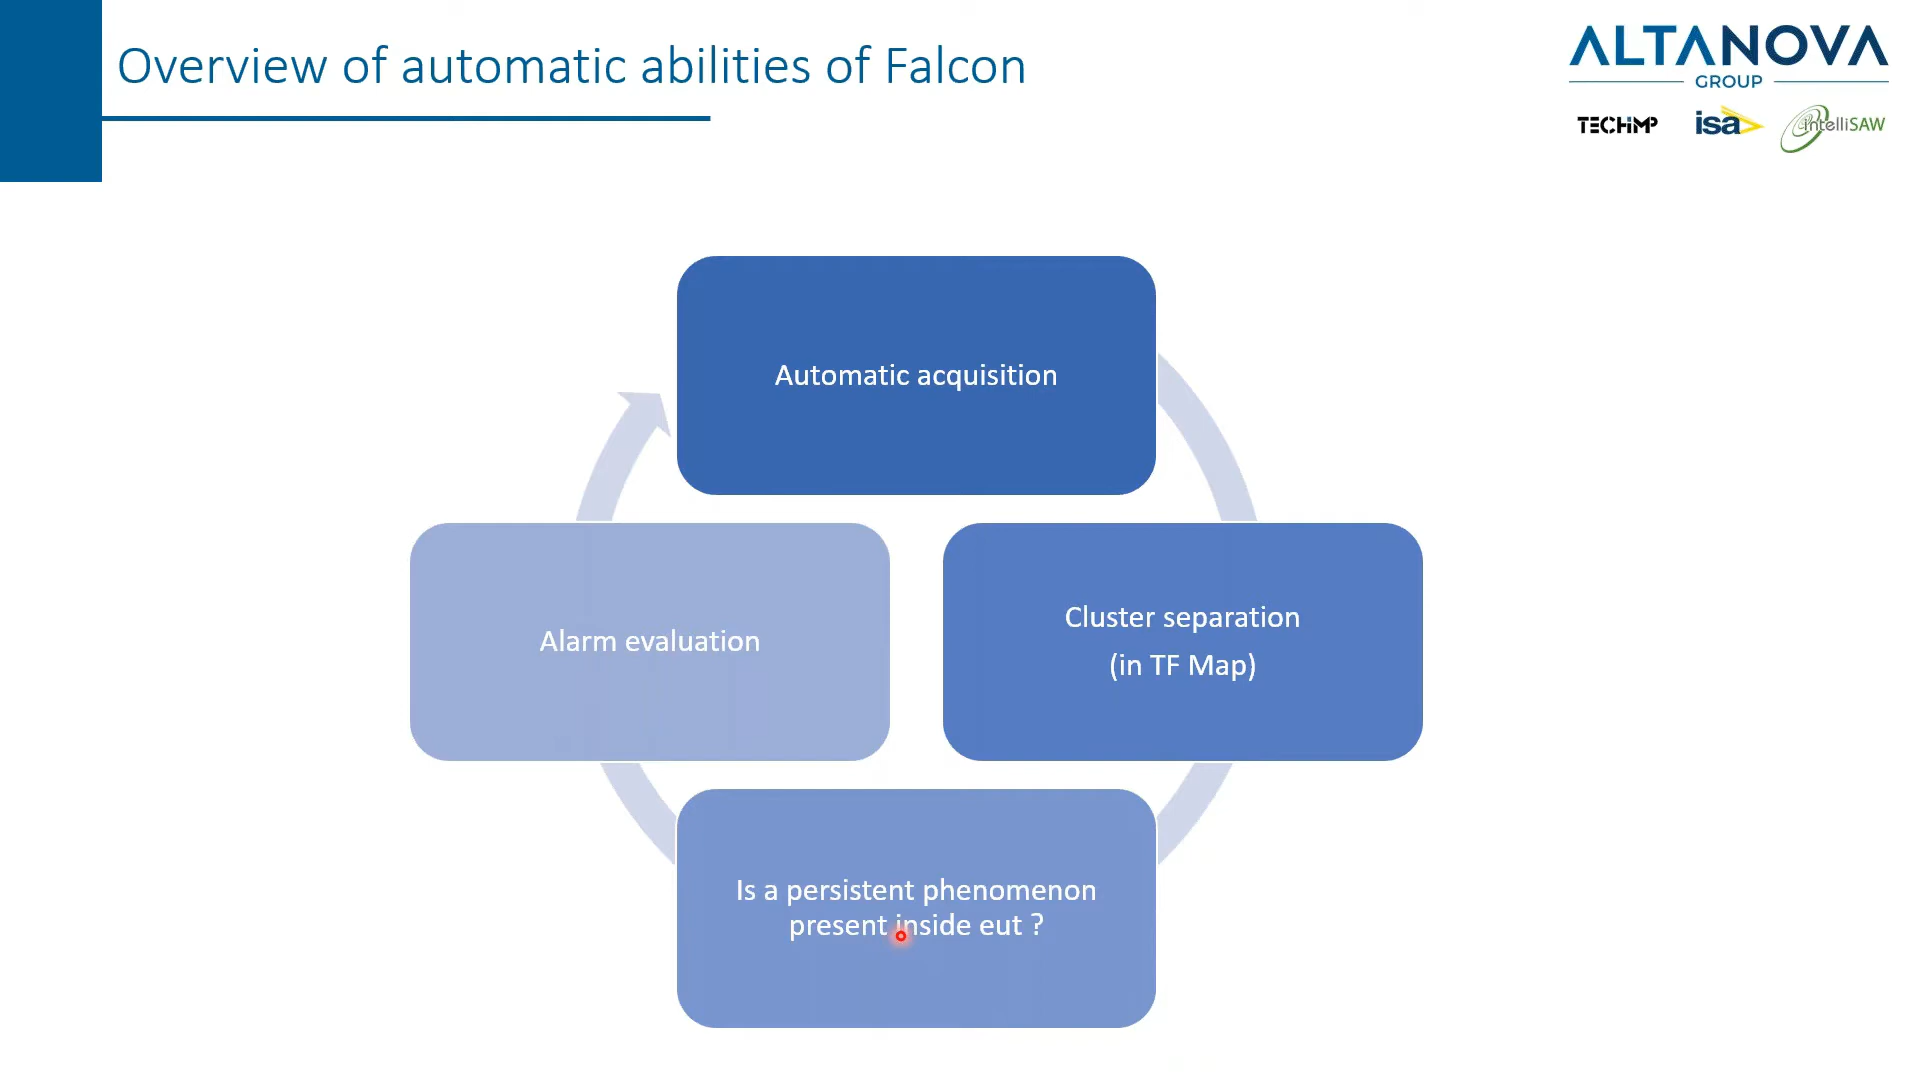 Overview of automatic abilities of Falcon
ALTANOVA
GROUP
TECHIMP
isa
intelliSAW
Automatic acquisition
Alarm evaluation
Cluster separation
(in TF Map)
Is a persistent phenomenon
present inside eut ?